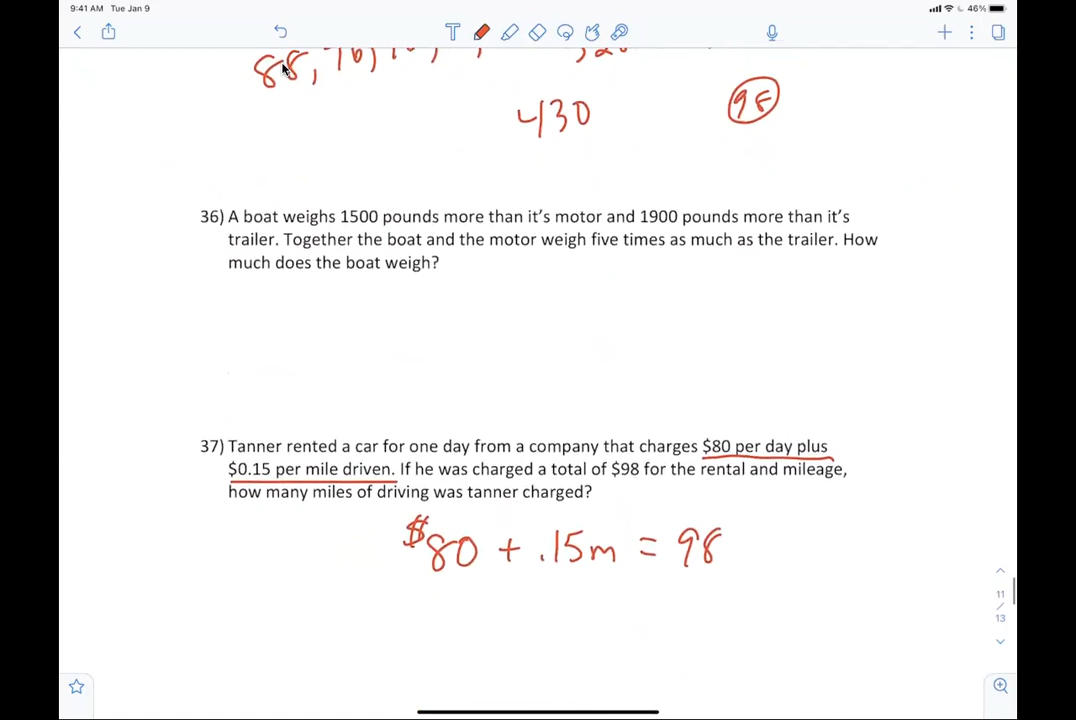 9:41 AM Tue Jan 9
46%
88,
430
98
36) A boat weighs 1500 pounds more than it's motor and 1900 pounds more than it's
trailer. Together the boat and the motor weigh five times as much as the trailer. How
much does the boat weigh?
37) Tanner rented a car for one day from a company that charges $80 per day plus
$0.15 per mile driven. If he was charged a total of $98 for the rental and mileage,
how many miles of driving was tanner charged?
$80 + .15m = 98
11
/
13